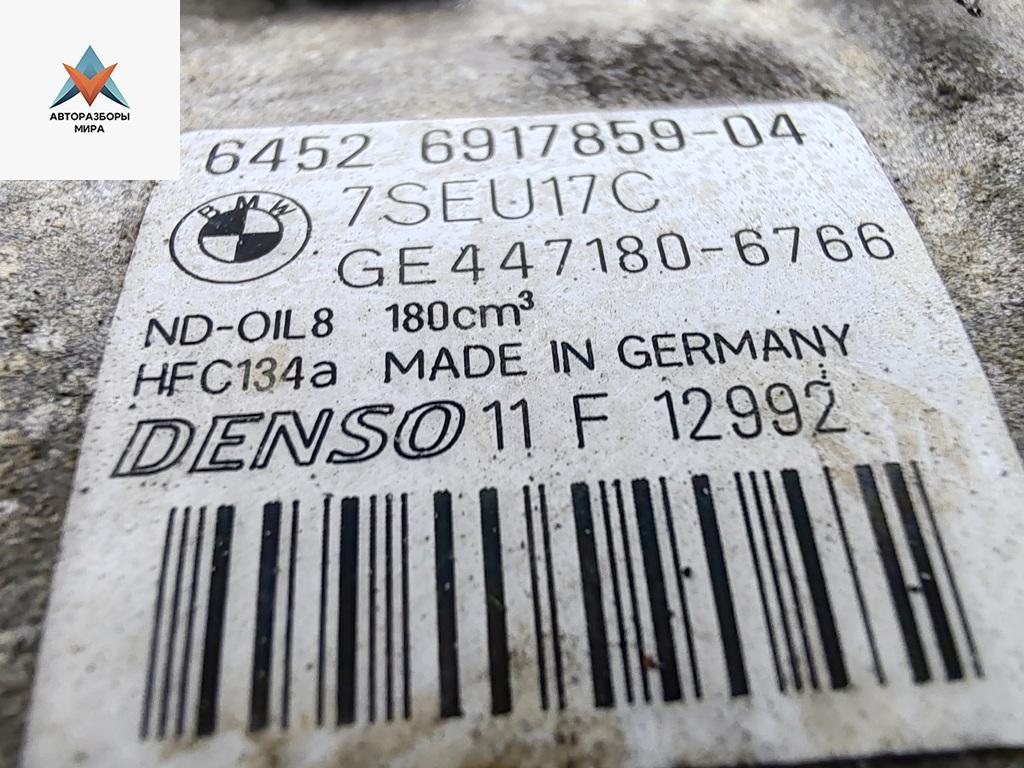 АВТОРАЗБОРЫ
МИРА
6452 6917859-04
BMW 7SEU17C
GE447180-6766
ND-OIL8 180cm³
HFC134a MADE IN GERMANY
DENSO 11 F 12992